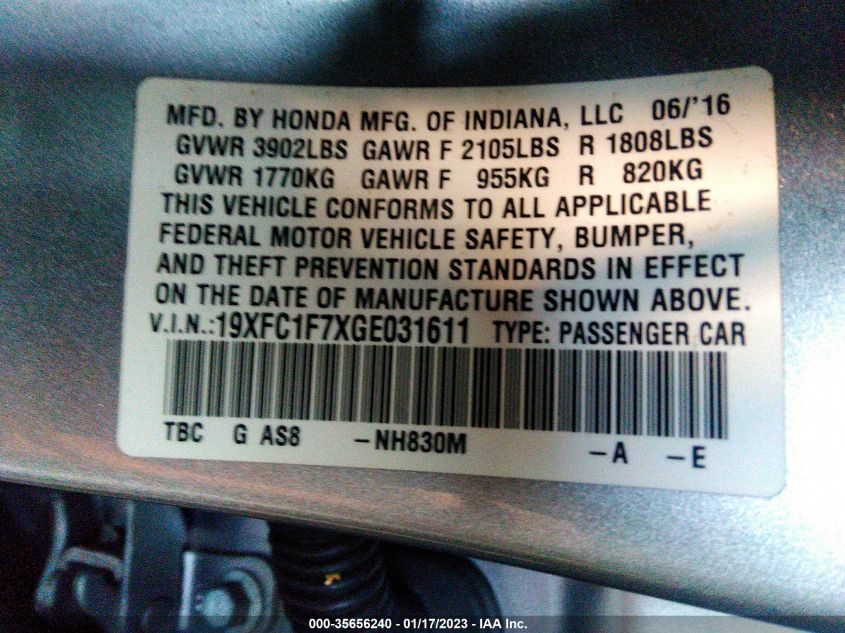 MFD. BY HONDA MFG. OF INDIANA, LLC 06/'16
GVWR 3902LBS GAWR F 2105LBS R 1808LBS
GVWR 1770KG GAWR F 955KG R 820KG
THIS VEHICLE CONFORMS TO ALL APPLICABLE
FEDERAL MOTOR VEHICLE SAFETY, BUMPER,
AND THEFT PREVENTION STANDARDS IN EFFECT
ON THE DATE OF MANUFACTURE SHOWN ABOVE.
V.I.N.:19XFC1F7XGE031611 TYPE: PASSENGER CAR
TBC G AS8 -NH830M -A -E
000-35656240 - 01/17/2023 - IAA Inc.